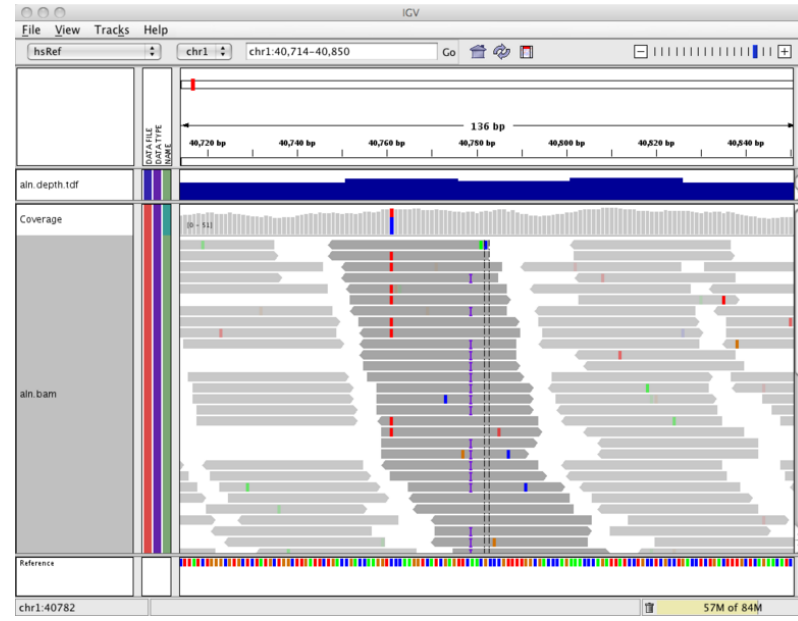 IGV
File View Tracks Help
hsRef chr1 chr1:40,714-40,850 Go
DATA FILE
DATA TYPE
NAME
136 bp
40,720 bp 40,740 bp 40,760 bp 40,780 bp 40,800 bp 40,820 bp 40,840 bp
aln.depth.tdf
Coverage
[0 - 51]
aln.bam
Reference
chr1:40782 57M of 84M